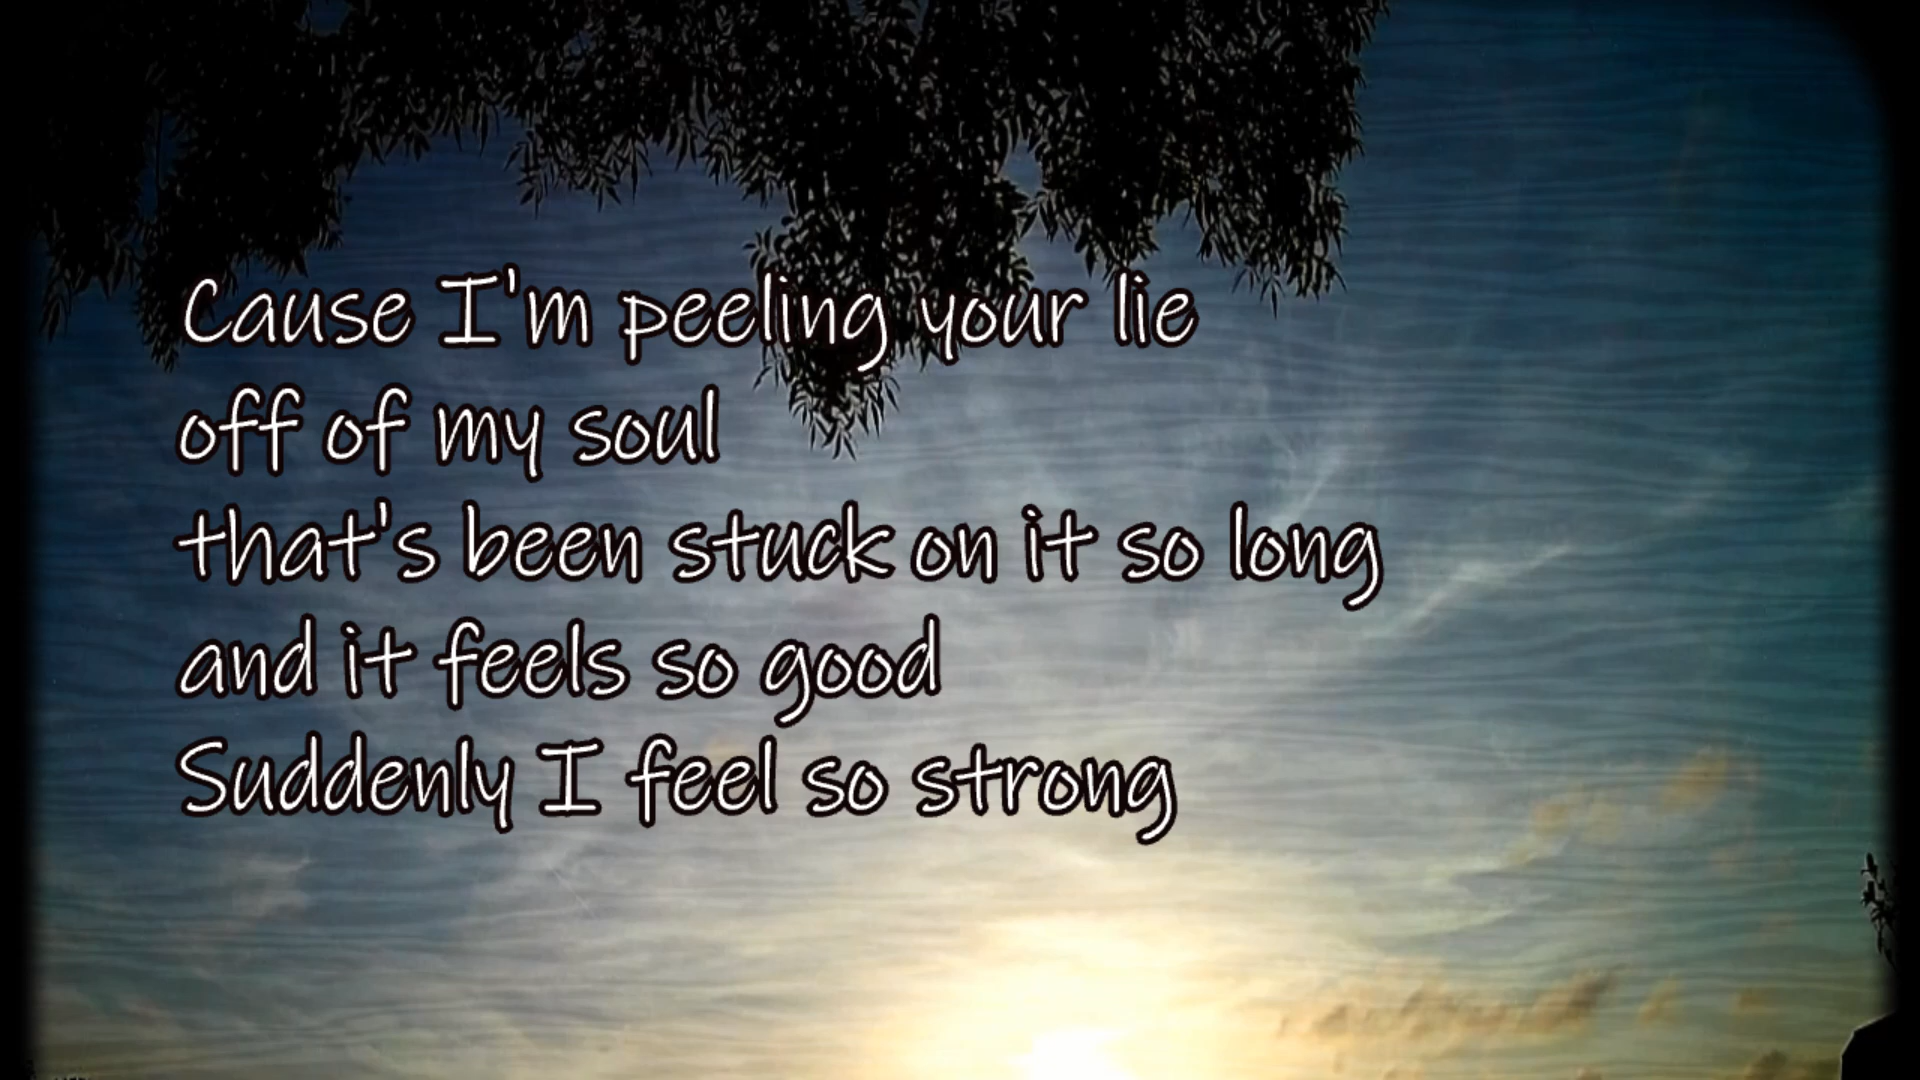 Cause I'm peeling your lie
off of my soul
that's been stuck on it so long
and it feels so good
Suddenly I feel so strong